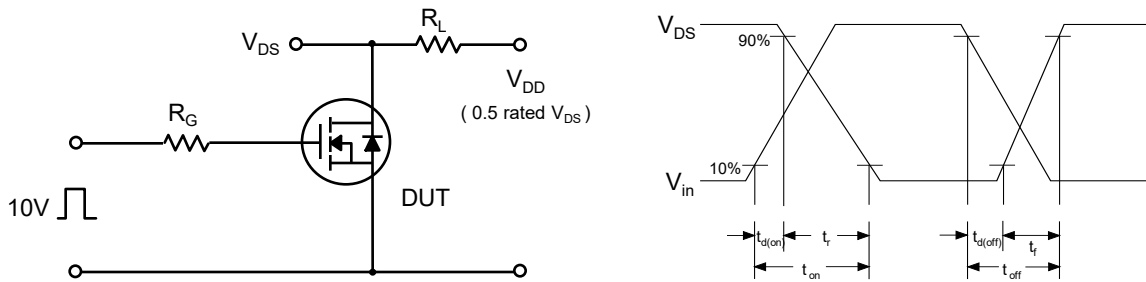 R_L
V_DS
V_DD
( 0.5 rated V_DS )
R_G
10V
DUT
V_DS
90%
10%
V_in
t_d(on)
t_r
t_on
t_d(off)
t_f
t_off